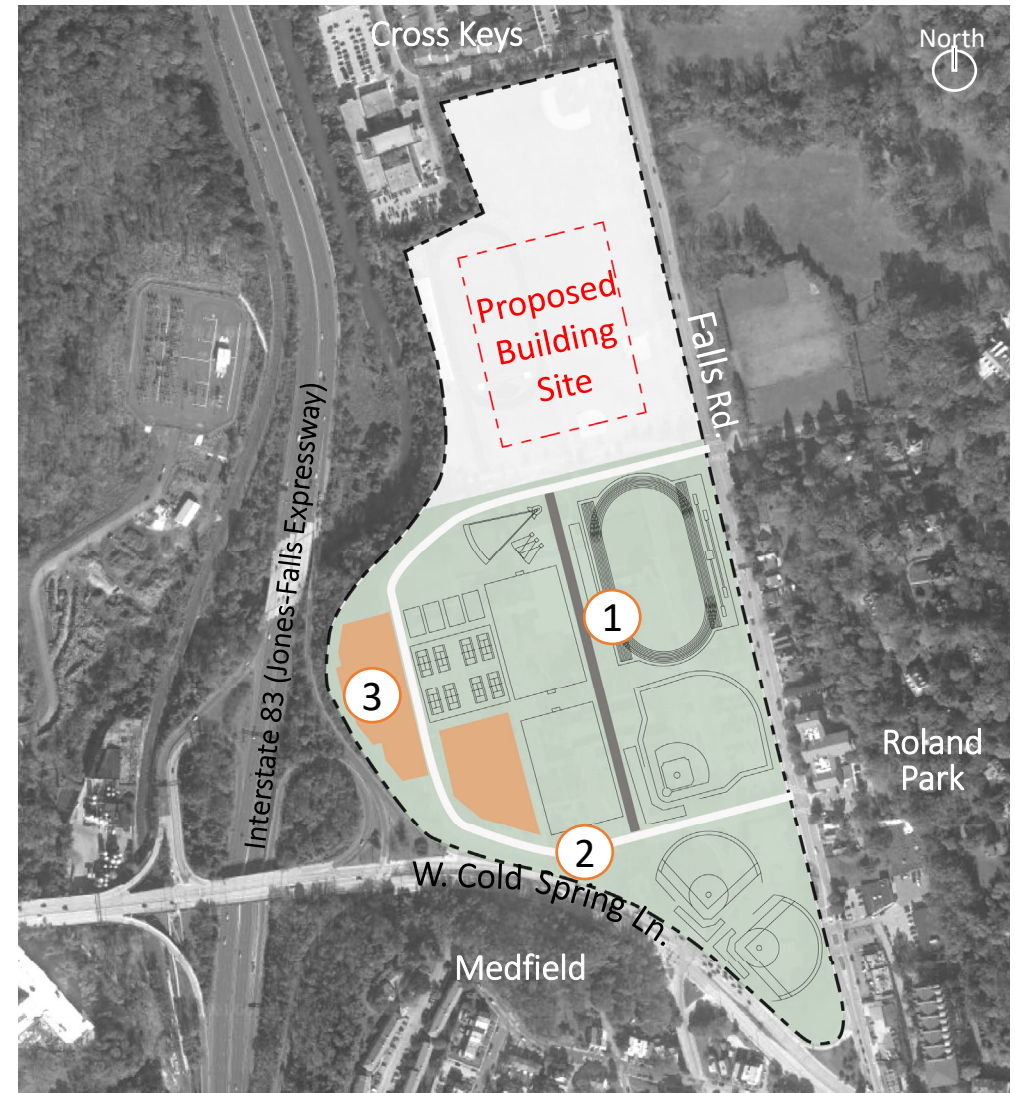 Cross Keys
North
Proposed
Building
Site
Falls Rd.
Interstate 83 (Jones-Falls Expressway)
1
3
Roland
Park
2
W. Cold Spring Ln.
Medfield